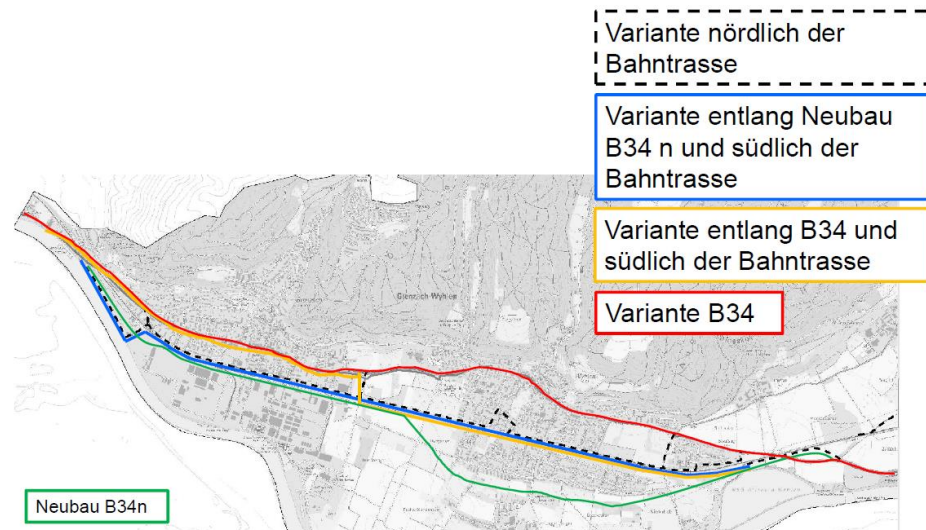 Variante nördlich der
Bahntrasse
Variante entlang Neubau
B34 n und südlich der
Bahntrasse
Variante entlang B34 und
südlich der Bahntrasse
Variante B34
Grenzach-Wyhlen
Neubau B34n